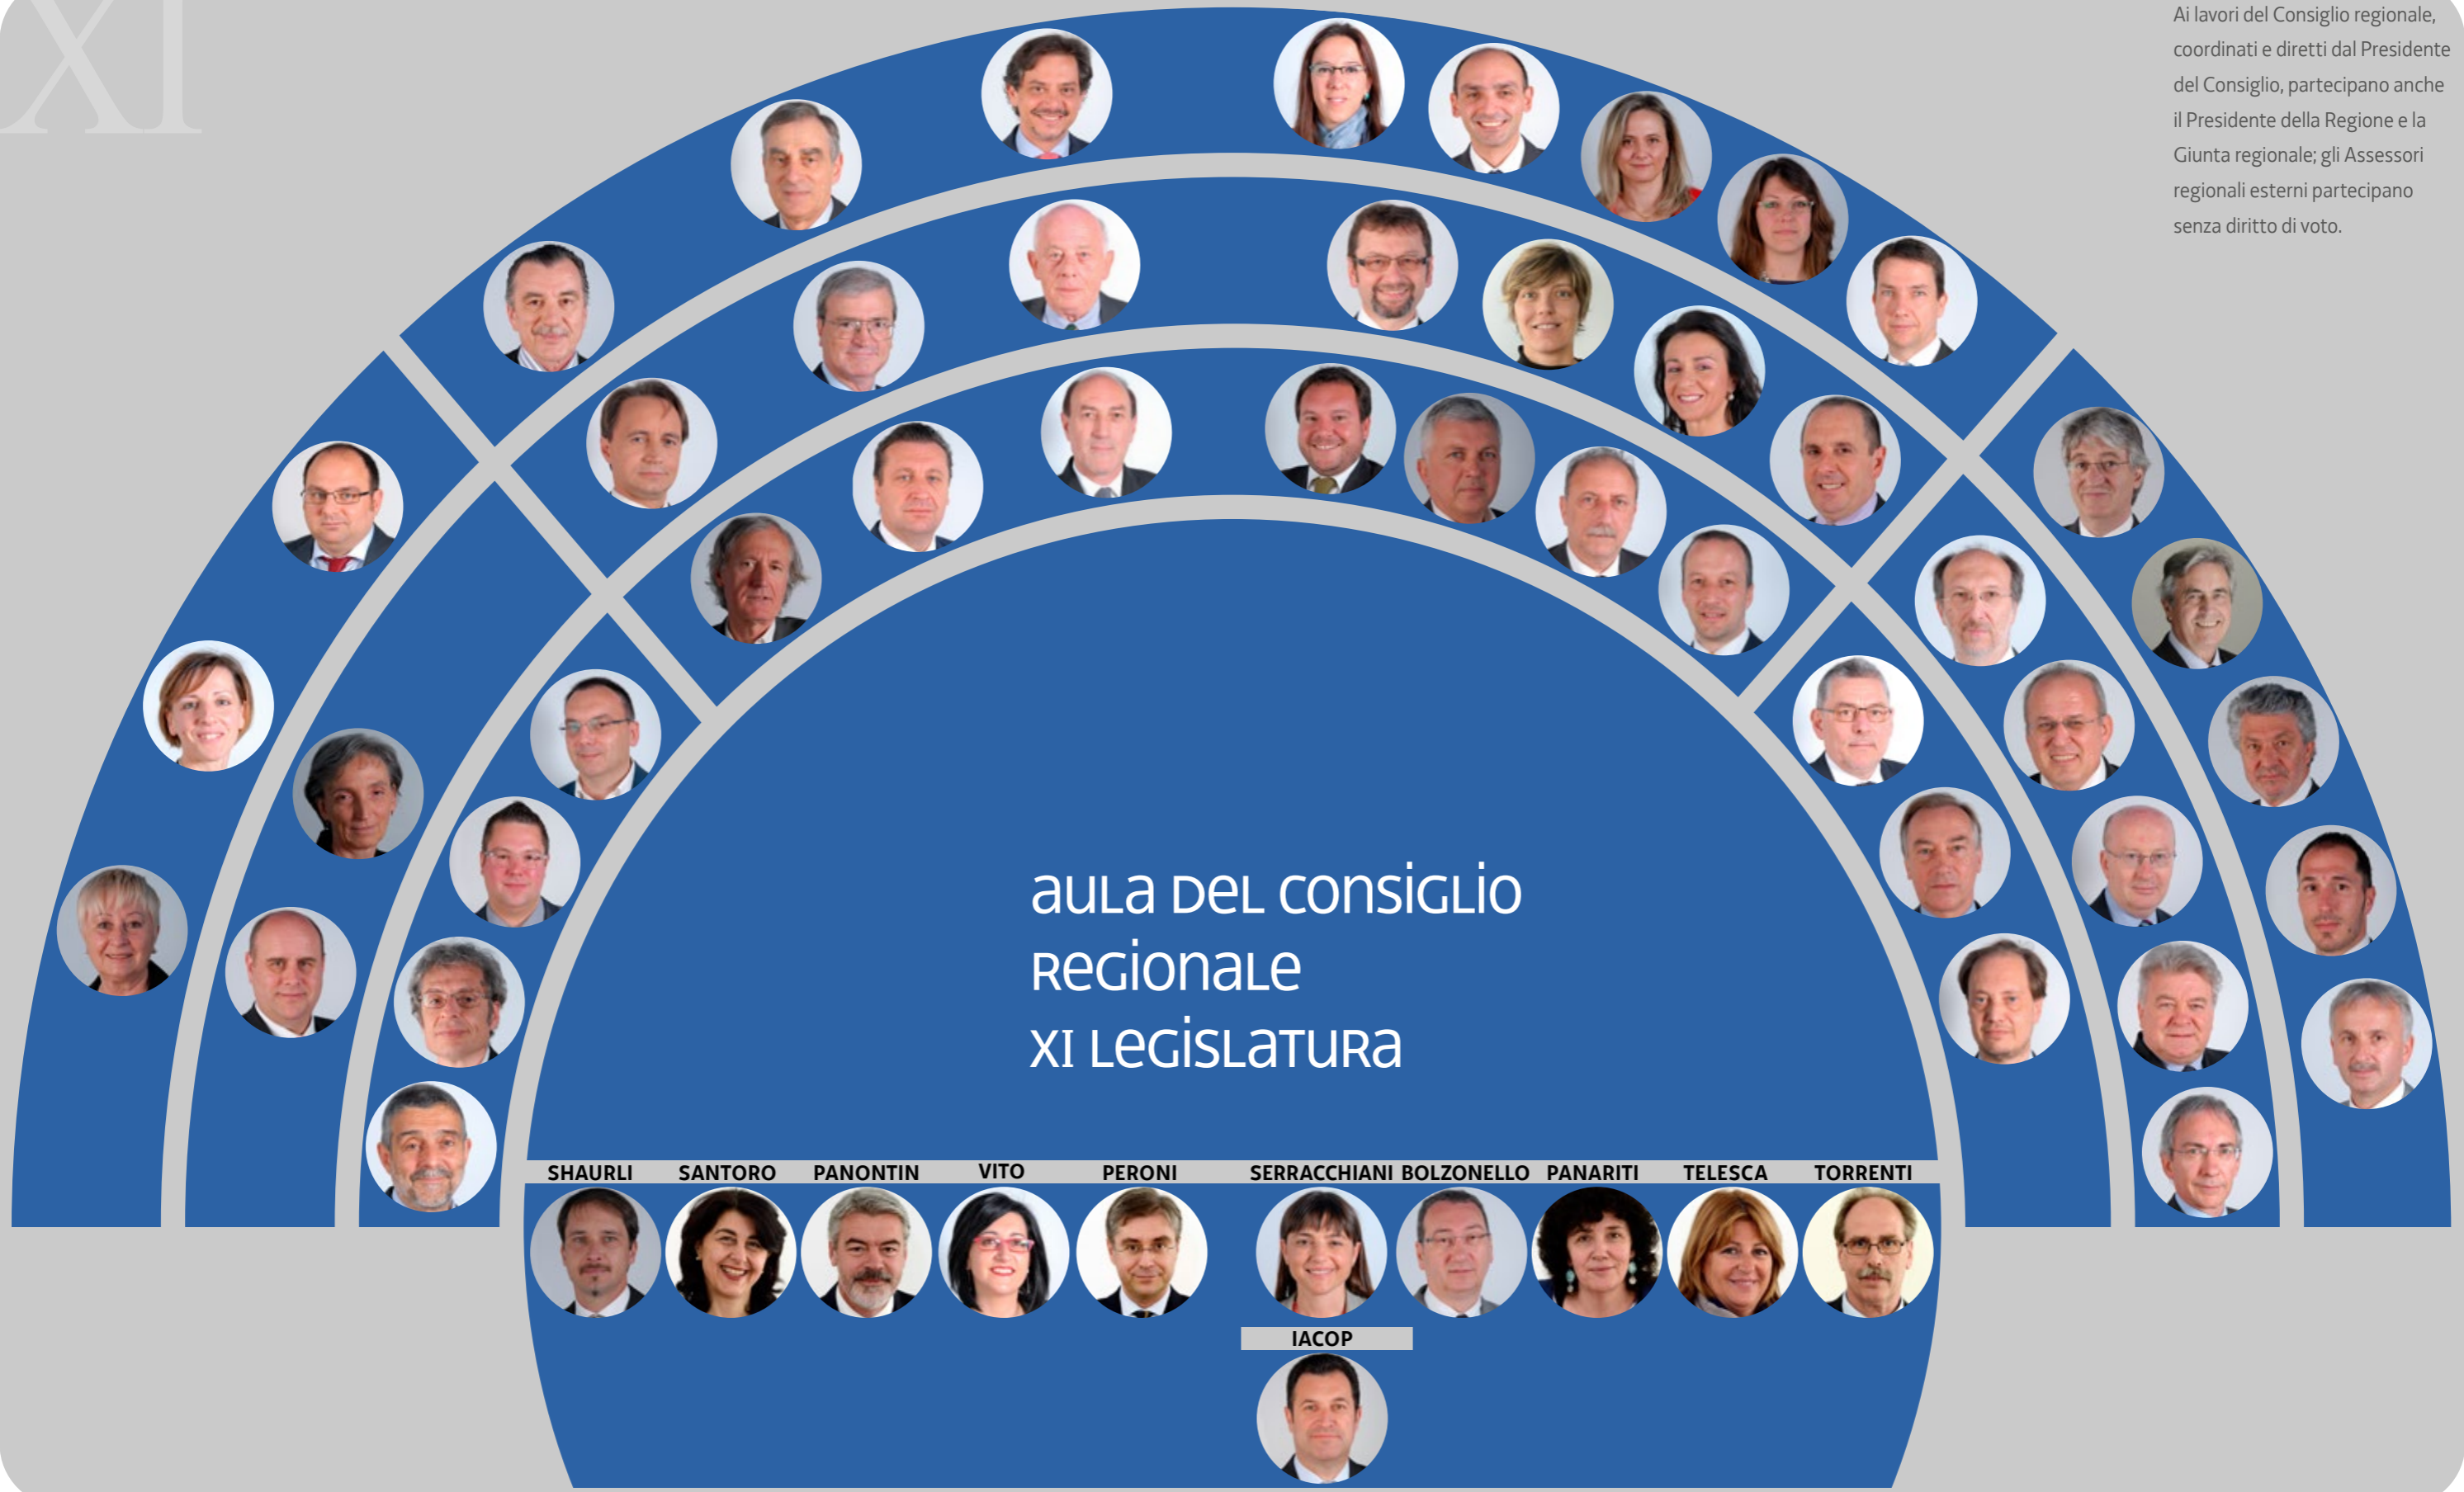 XI
Ai lavori del Consiglio regionale,
coordinati e diretti dal Presidente
del Consiglio, partecipano anche
il Presidente della Regione e la
Giunta regionale; gli Assessori
regionali esterni partecipano
senza diritto di voto.
aula del consiglio
regionale
XI legislatura
SHAURLI SANTORO PANONTIN VITO PERONI SERRACCHIANI BOLZONELLO PANARITI TELESCA TORRENTI
IACOP